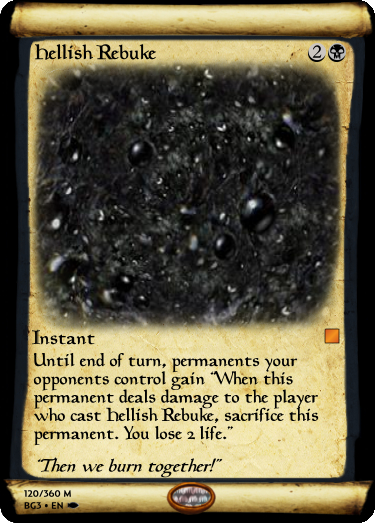 Hellish Rebuke 2
Instant
Until end of turn, permanents your
opponents control gain "When this
permanent deals damage to the player
who cast Hellish Rebuke, sacrifice this
permanent. You lose 2 life."
"Then we burn together!"
120/360 M
BG3 • EN